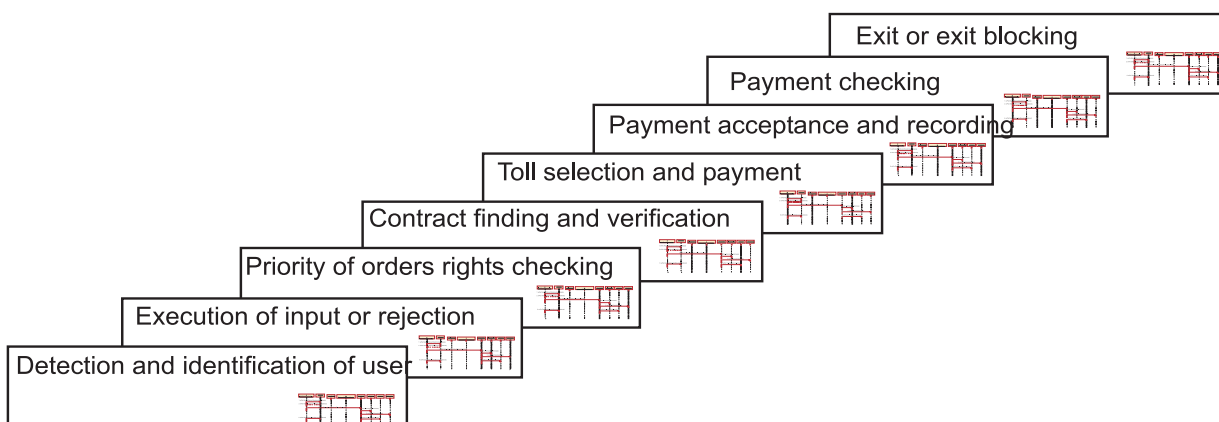 Exit or exit blocking
Payment checking
Payment acceptance and recording
Toll selection and payment
Contract finding and verification
Priority of orders rights checking
Execution of input or rejection
Detection and identification of user